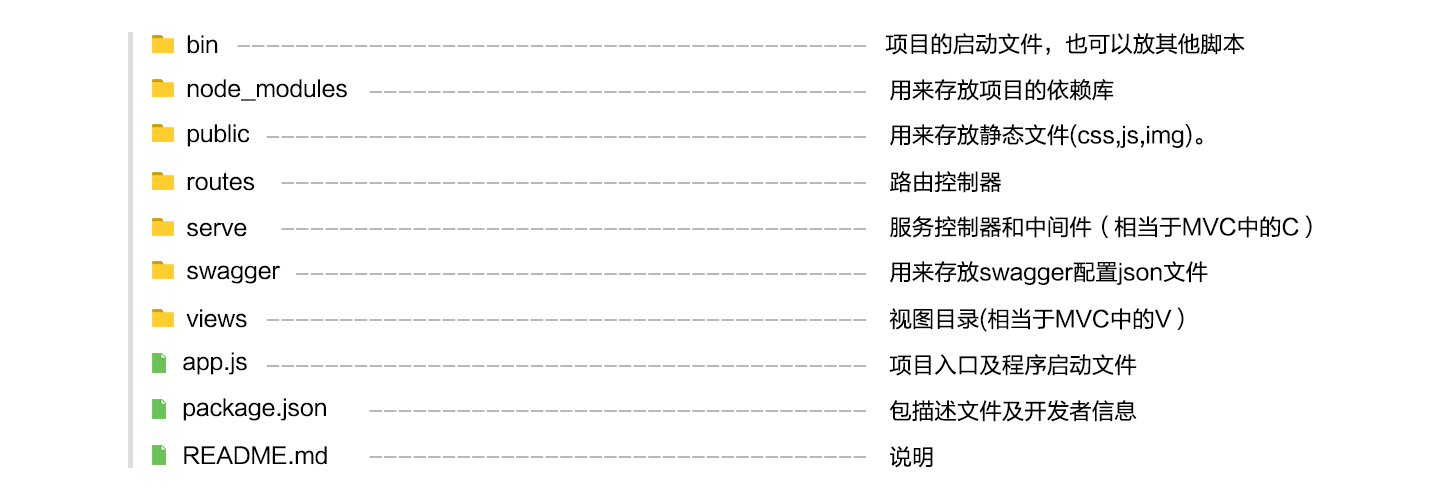 bin 项目的启动文件，也可以放其他脚本
node_modules 用来存放项目的依赖库
public 用来存放静态文件(css,js,img)。
routes 路由控制器
serve 服务控制器和中间件（相当于MVC中的C）
swagger 用来存放swagger配置json文件
views 视图目录(相当于MVC中的V）
app.js 项目入口及程序启动文件
package.json 包描述文件及开发者信息
README.md 说明